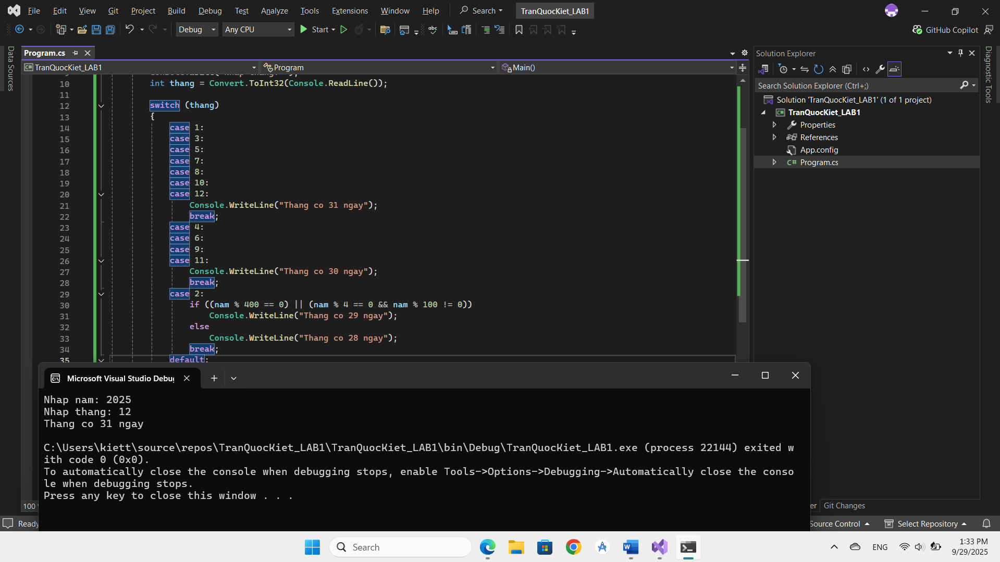 File Edit View Git Project Build Debug Test Analyze Tools Extensions Window Help Search TranQuocKiet_LAB1
Debug Any CPU Start GitHub Copilot
Data Sources
Program.cs
TranQuocKiet_LAB1 Program Main()
10 int thang = Convert.ToInt32(Console.ReadLine());
11
12 switch (thang)
13 {
14 case 1:
15 case 3:
16 case 5:
17 case 7:
18 case 8:
19 case 10:
20 case 12:
21 Console.WriteLine("Thang co 31 ngay");
22 break;
23 case 4:
24 case 6:
25 case 9:
26 case 11:
27 Console.WriteLine("Thang co 30 ngay");
28 break;
29 case 2:
30 if ((nam % 400 == 0) || (nam % 4 == 0 && nam % 100 != 0))
31 Console.WriteLine("Thang co 29 ngay");
32 else
33 Console.WriteLine("Thang co 28 ngay");
34 break;
35 default:
100
Solution Explorer
Search Solution Explorer (Ctrl+;)
Solution 'TranQuocKiet_LAB1' (1 of 1 project)
TranQuocKiet_LAB1
Properties
References
App.config
C# Program.cs
Diagnostic Tools
Microsoft Visual Studio Debug
Nhap nam: 2025
Nhap thang: 12
Thang co 31 ngay
C:\Users\kiett\source\repos\TranQuocKiet_LAB1\TranQuocKiet_LAB1\bin\Debug\TranQuocKiet_LAB1.exe (process 22144) exited w
ith code 0 (0x0).
To automatically close the console when debugging stops, enable Tools->Options->Debugging->Automatically close the conso
le when debugging stops.
Press any key to close this window . . .
er Git Changes
Ready Source Control Select Repository
Search ENG 1:33 PM
9/29/2025